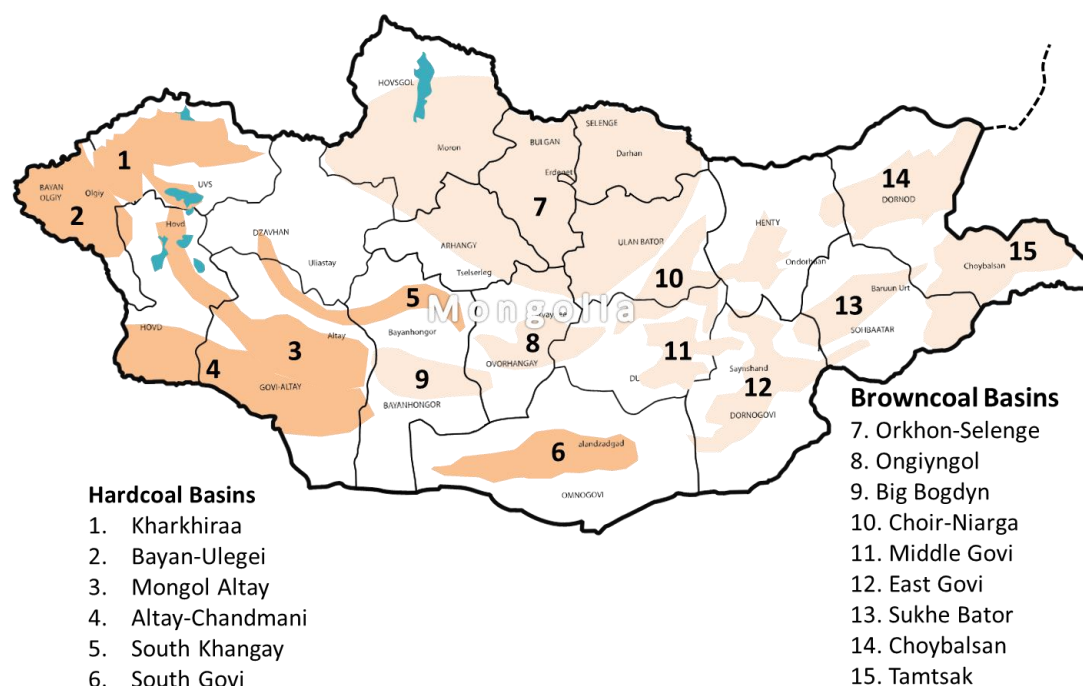 HOVSGOL
SELENGE
BULGAN
Moron
Darhan
Erdenet
1
14
DORNOD
UVS
BAYAN
OLGIY
Olgiy
2
7
Hovd
HENTY
DZAVHAN
ULAN BATOR
ARHANGY
15
Uliastay
Onderhaan
Choybalsan
Tselserleg
10
Baruun Urt
5
13
Mongolia
HOVD
Altay
Bayanhongor
SOHBAATAR
3
8
11
4
OVORHANGAY
Saynshand
9
12
GOVI-ALTAY
BAYANHONGOR
DORNOGOVI
6
OMNOGOVI
Hardcoal Basins
1. Kharkhiraa
2. Bayan-Ulegei
3. Mongol Altay
4. Altay-Chandmani
5. South Khangay
6. South Govi
Browncoal Basins
7. Orkhon-Selenge
8. Ongiyngol
9. Big Bogdyn
10. Choir-Niarga
11. Middle Govi
12. East Govi
13. Sukhe Bator
14. Choybalsan
15. Tamtsak